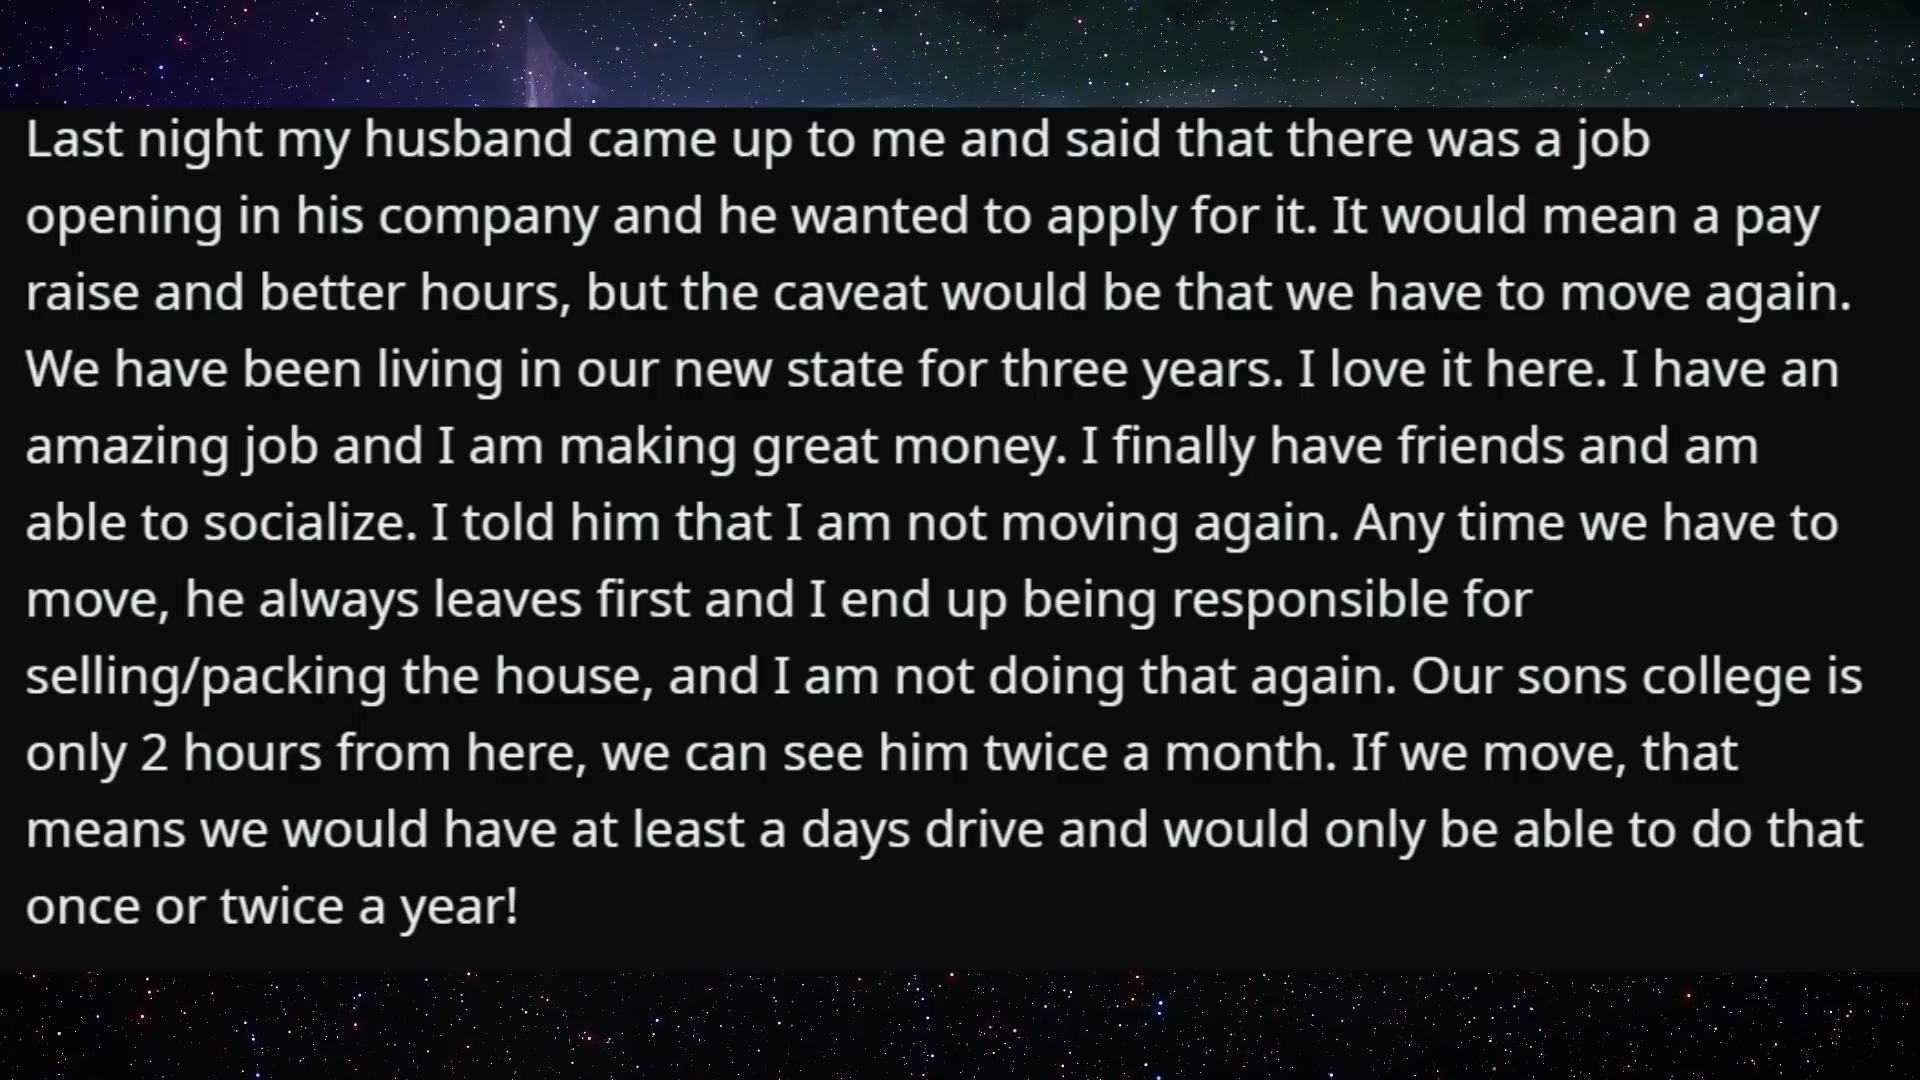 Last night my husband came up to me and said that there was a job
opening in his company and he wanted to apply for it. It would mean a pay
raise and better hours, but the caveat would be that we have to move again.
We have been living in our new state for three years. I love it here. I have an
amazing job and I am making great money. I finally have friends and am
able to socialize. I told him that I am not moving again. Any time we have to
move, he always leaves first and I end up being responsible for
selling/packing the house, and I am not doing that again. Our sons college is
only 2 hours from here, we can see him twice a month. If we move, that
means we would have at least a days drive and would only be able to do that
once or twice a year!